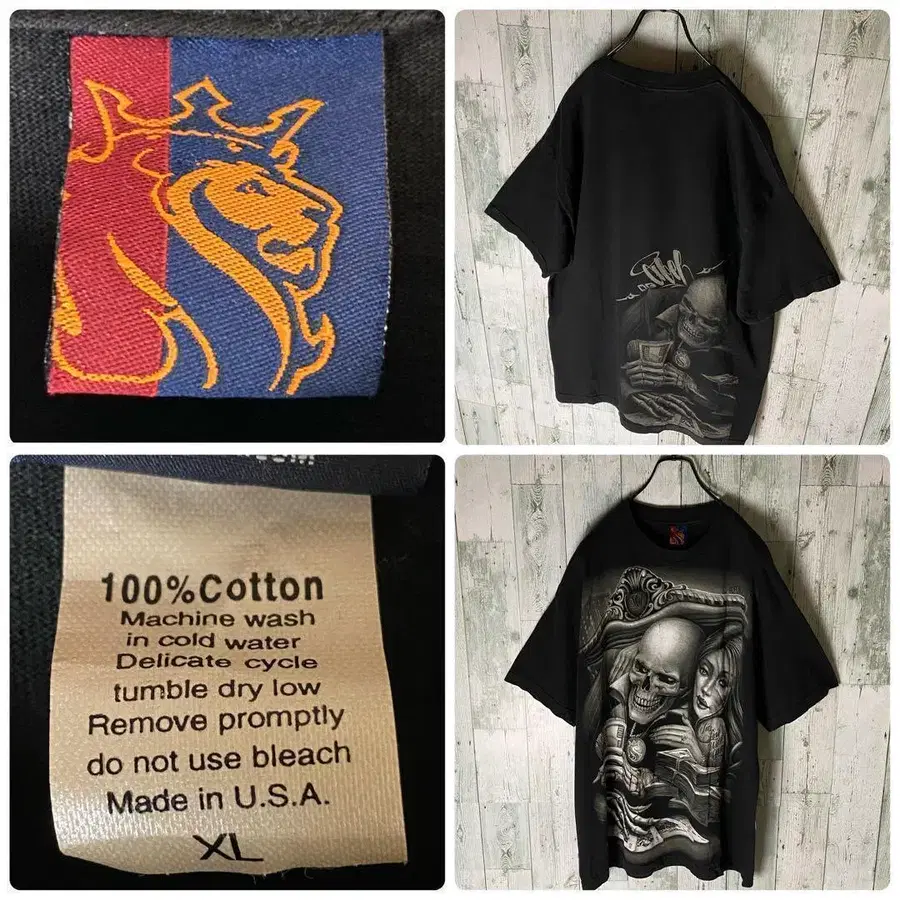 100%Cotton
Machine wash
in cold water
Delicate cycle
tumble dry low
Remove promptly
do not use bleach
Made in U.S.A.
XL